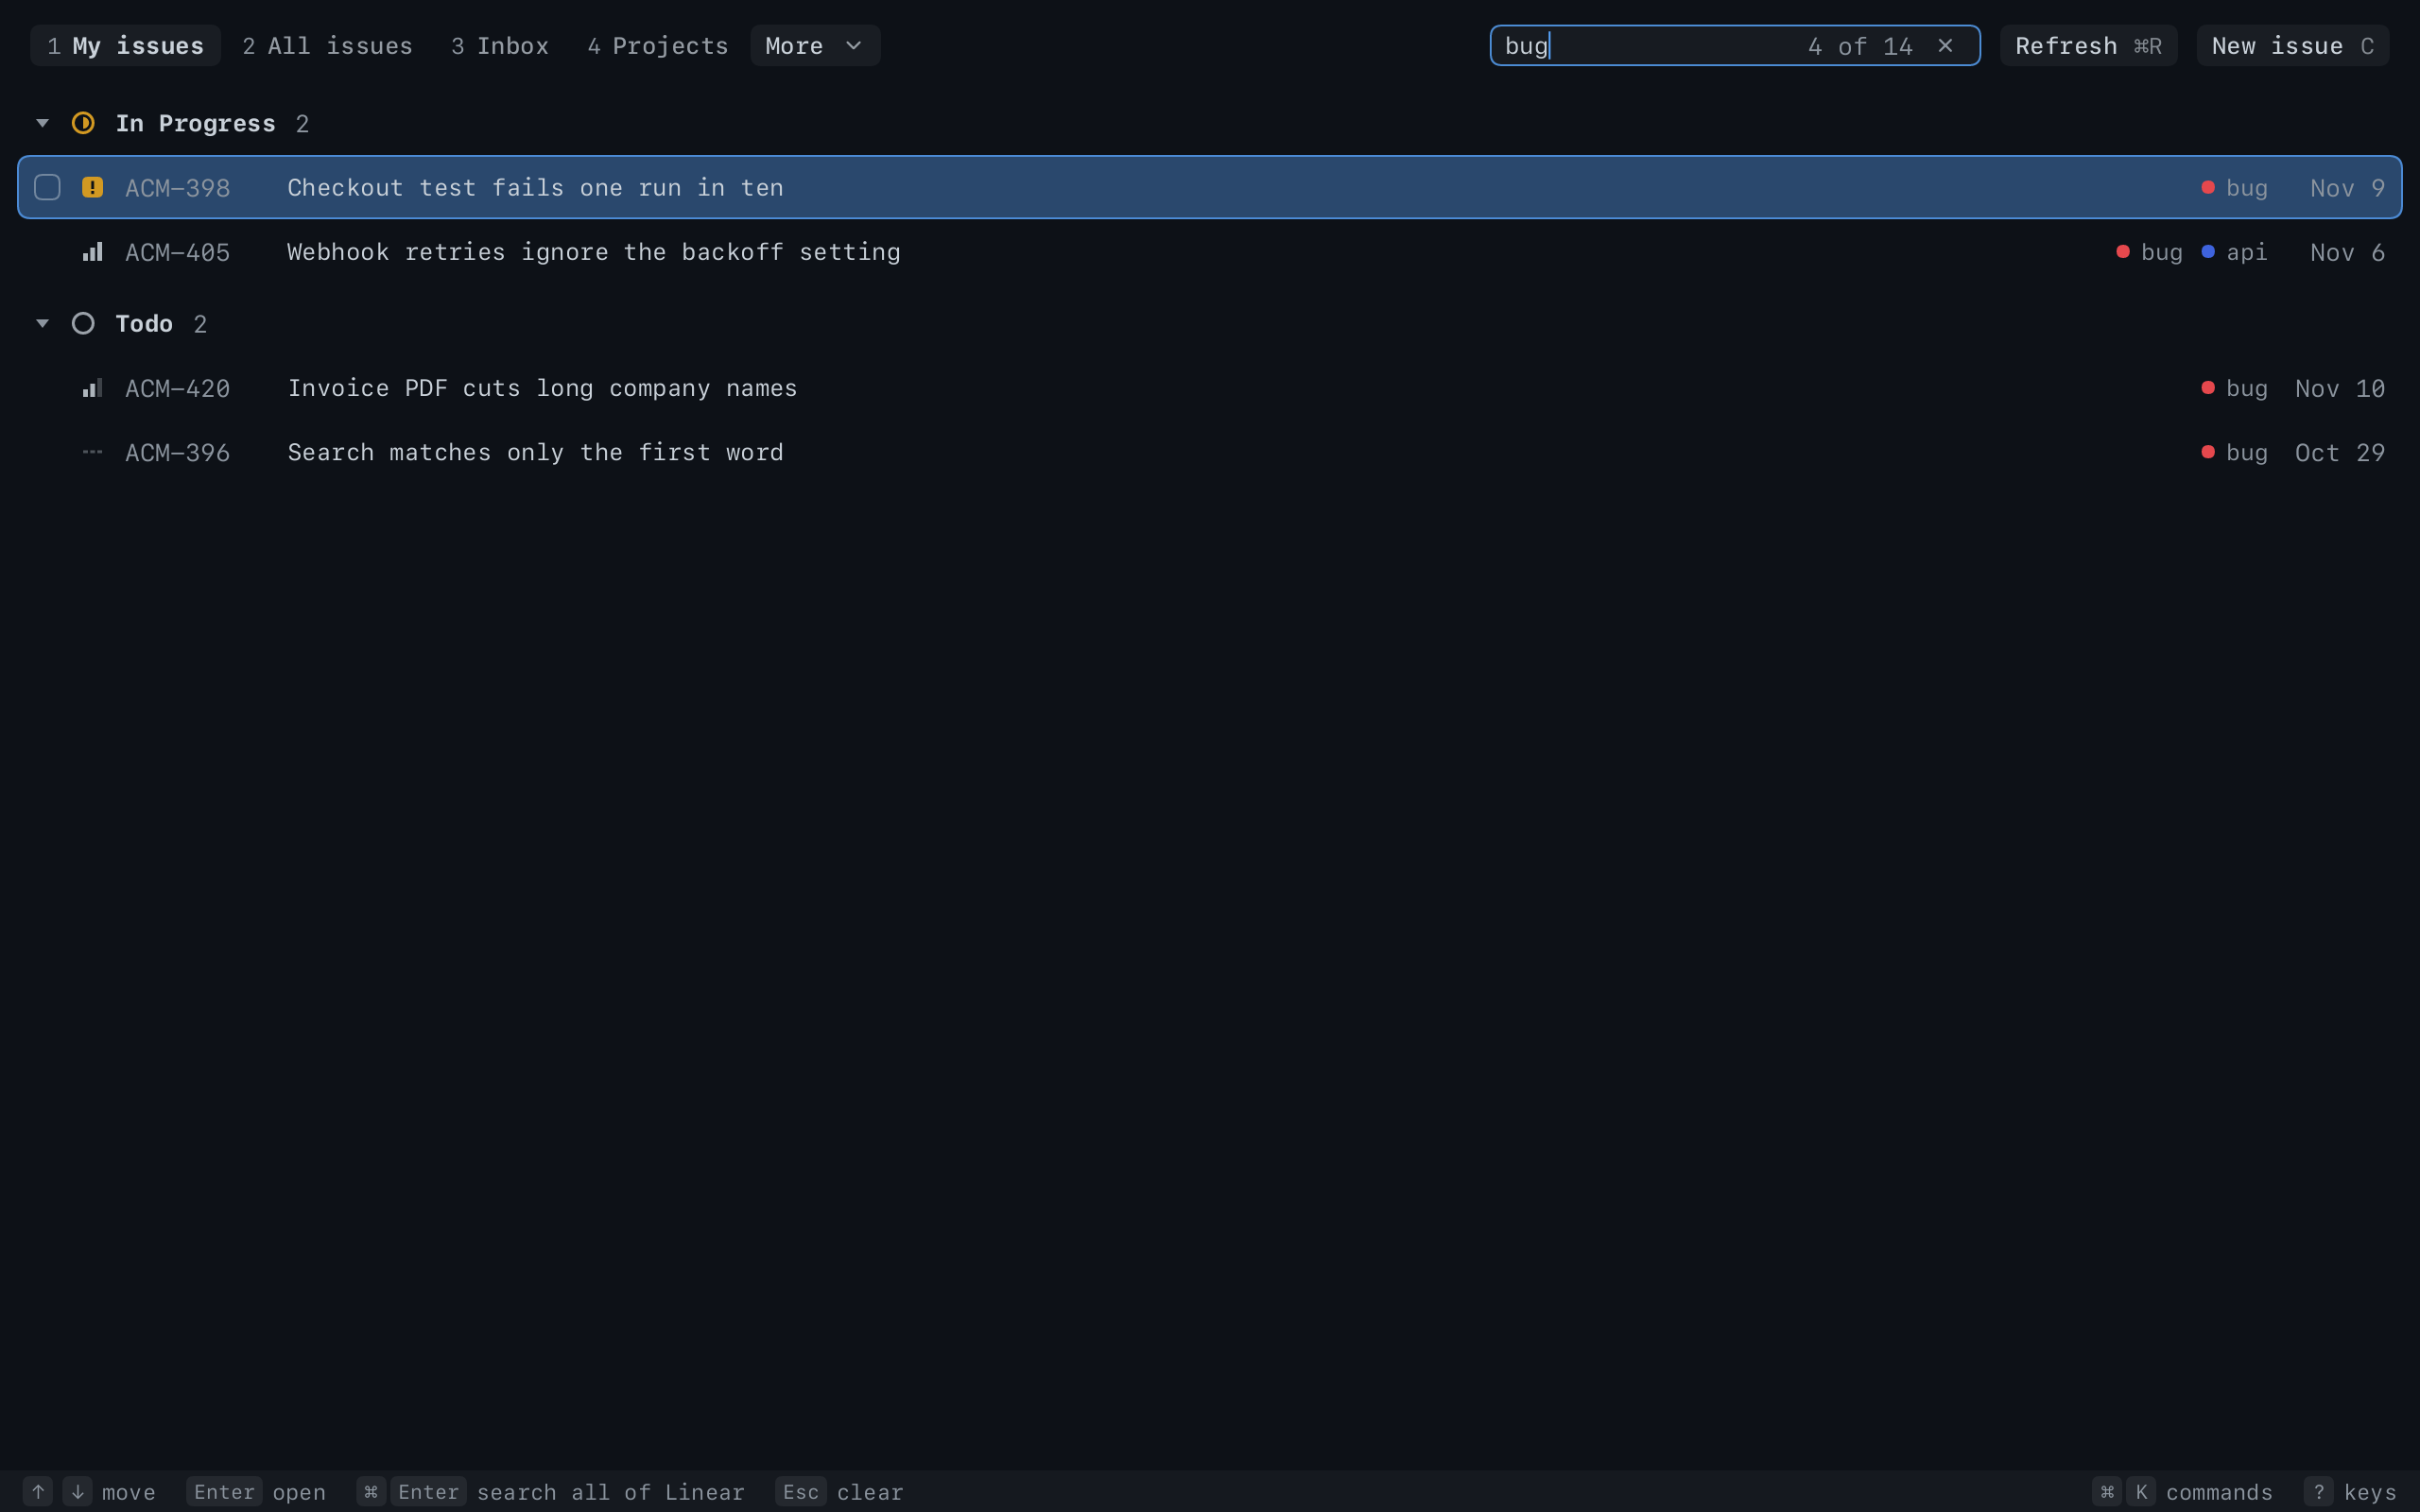 1 My issues 2 All issues 3 Inbox 4 Projects More bug 4 of 14 × Refresh ⌘R New issue C
In Progress 2
ACM-398 Checkout test fails one run in ten bug Nov 9
ACM-405 Webhook retries ignore the backoff setting bug api Nov 6
Todo 2
ACM-420 Invoice PDF cuts long company names bug Nov 10
ACM-396 Search matches only the first word bug Oct 29
↑ ↓ move Enter open ⌘ Enter search all of Linear Esc clear ⌘ K commands ? keys